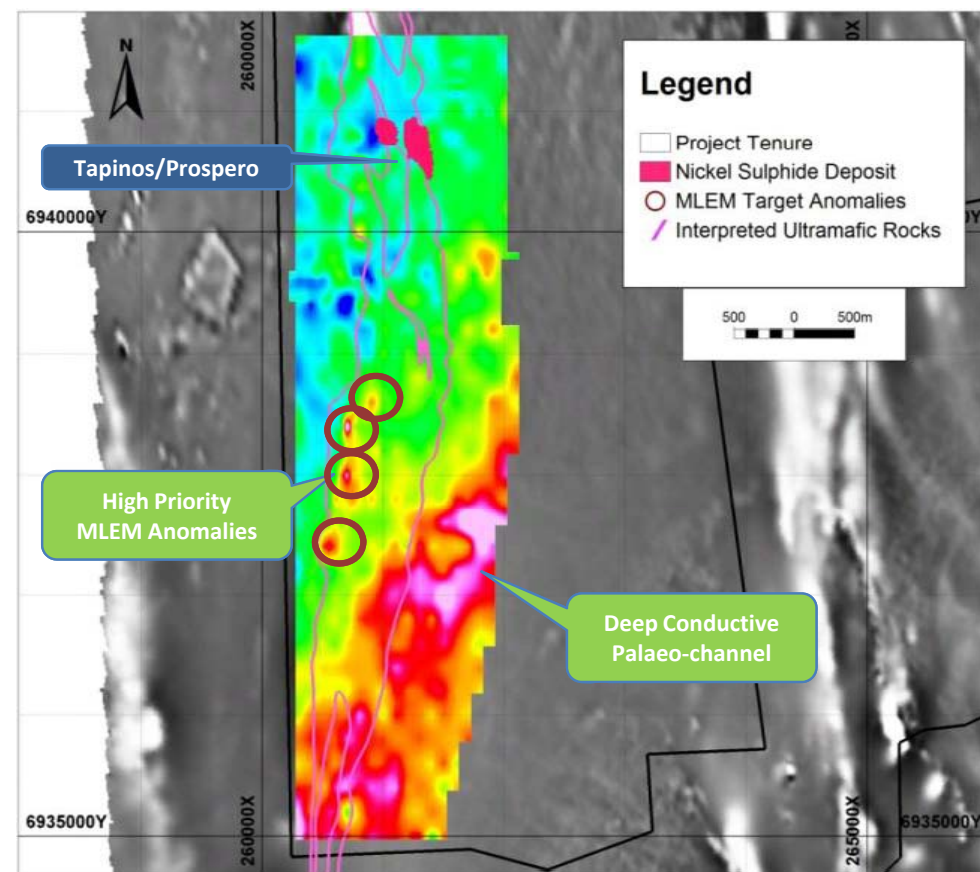 N
260000X
Legend
Project Tenure
Nickel Sulphide Deposit
MLEM Target Anomalies
Interpreted Ultramafic Rocks
Tapinos/Prospero
6940000Y
500 0 500m
High Priority
MLEM Anomalies
Deep Conductive
Palaeo-channel
6935000Y
260000X
265000X
6935000Y